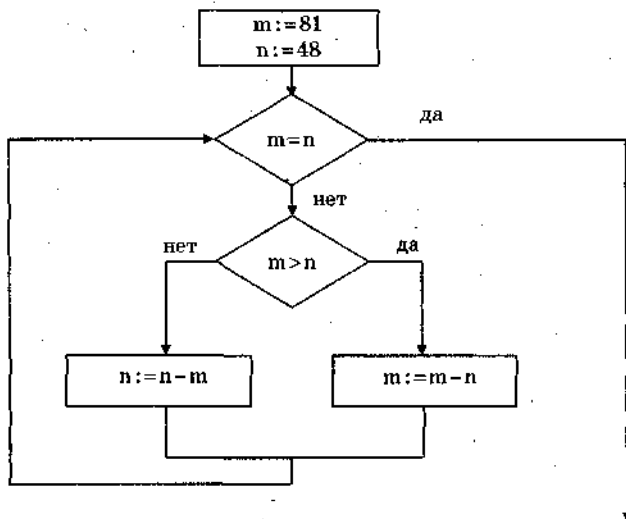 m:=81
n:=48
m=n
да
нет
m>n
нет
да
n:=n-m
m:=m-n